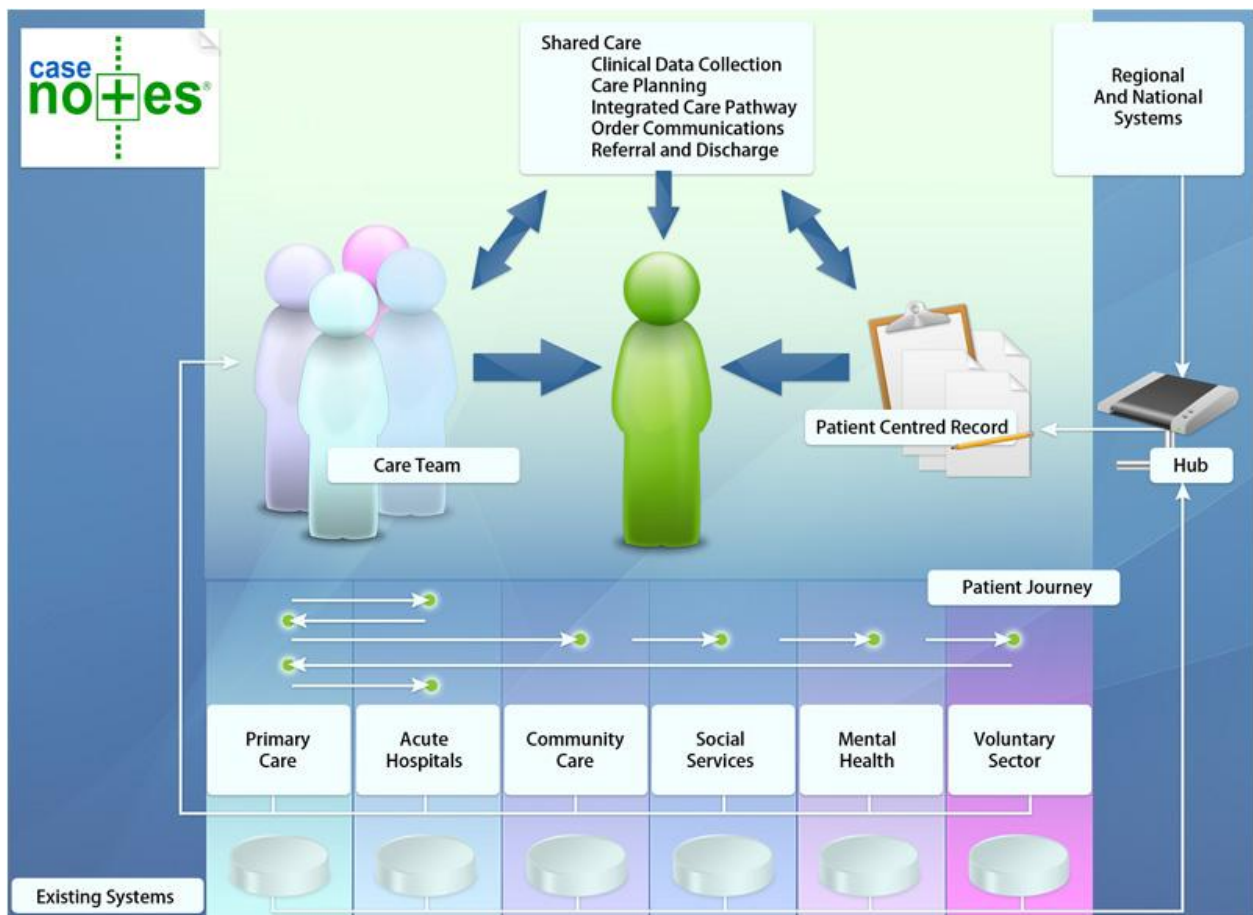 case
no+es®
Shared Care
Clinical Data Collection
Care Planning
Integrated Care Pathway
Order Communications
Referral and Discharge
Regional
And National
Systems
Care Team
Patient Centred Record
Hub
Patient Journey
Primary
Care
Acute
Hospitals
Community
Care
Social
Services
Mental
Health
Voluntary
Sector
Existing Systems